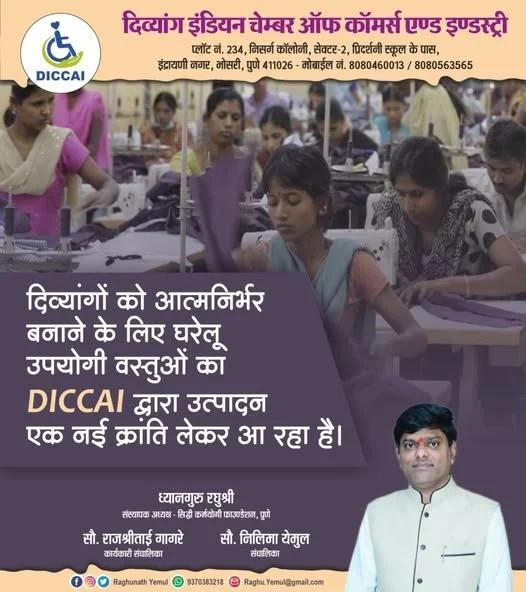 DICCAI
दिव्यांग इंडियन चेम्बर ऑफ कॉमर्स एण्ड इण्डस्ट्री
प्लॉट नं. 234, निसर्ग कॉलोनी, सेक्टर-2, प्रियदर्शनी स्कूल के पास,
इंद्रायणी नगर, भोसरी, पुणे 411026 - मोबाईल नं. 8080460013 / 8080563565
दिव्यांगों को आत्मनिर्भर
बनाने के लिए घरेलू
उपयोगी वस्तुओं का
DICCAI द्वारा उत्पादन
एक नई क्रांति लेकर आ रहा है।
ध्यानगुरु रघुश्री
संस्थापक अध्यक्ष - सिद्धी कर्मयोगी फाऊण्डेशन, पुणे
सौ. राजश्रीताई गागरे सौ. निलिमा येमुल
कार्यकारी संचालिका संचालिका
Raghunath Yemul 9370383218 Raghu.Yemul@gmail.com